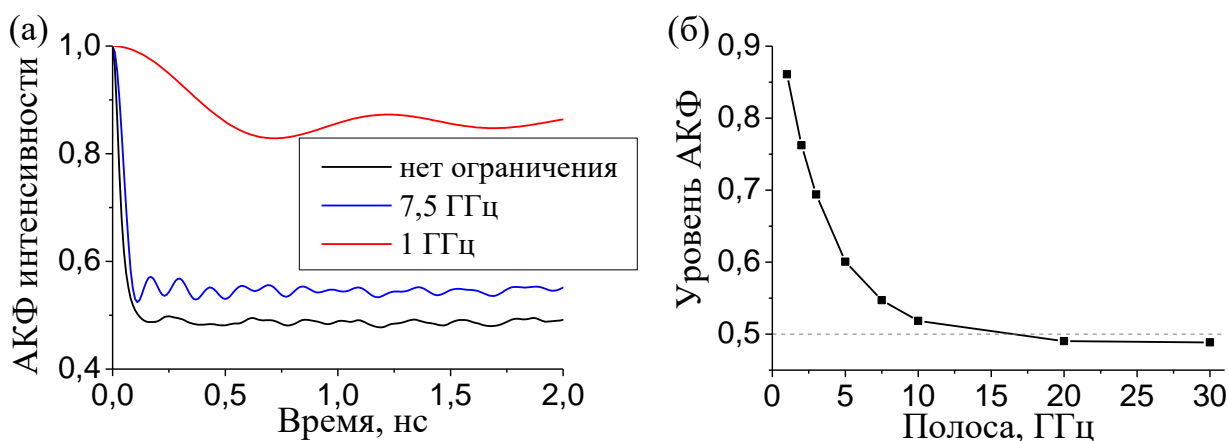 (а)
АКФ интенсивности
1,0
0,8
0,6
0,4
0,0
0,5
1,0
1,5
2,0
Время, нс
нет ограничения
7,5 ГГц
1 ГГц
(б)
Уровень АКФ
0,9
0,8
0,7
0,6
0,5
0
5
10
15
20
25
30
Полоса, ГГц